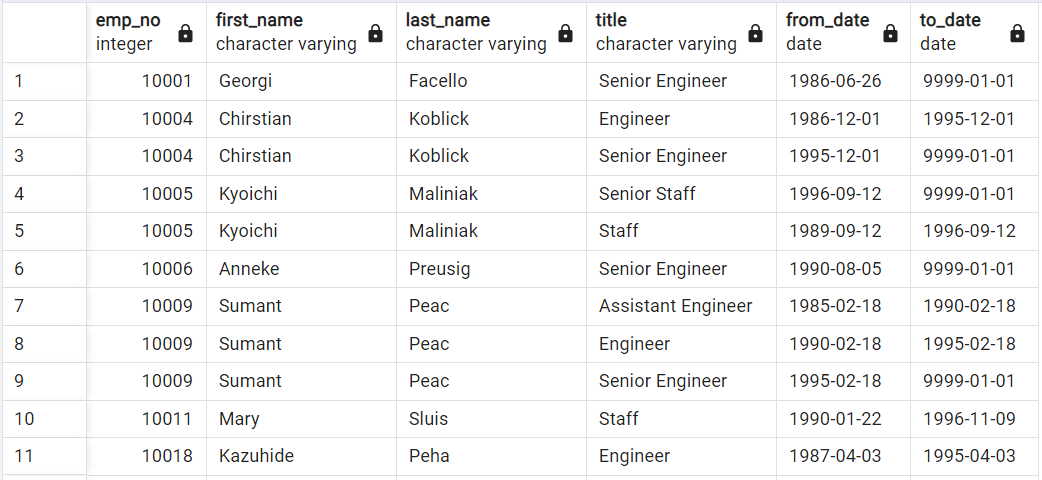 emp_no first_name last_name title from_date to_date
integer character varying character varying character varying date date
1 10001 Georgi Facello Senior Engineer 1986-06-26 9999-01-01
2 10004 Chirstian Koblick Engineer 1986-12-01 1995-12-01
3 10004 Chirstian Koblick Senior Engineer 1995-12-01 9999-01-01
4 10005 Kyoichi Maliniak Senior Staff 1996-09-12 9999-01-01
5 10005 Kyoichi Maliniak Staff 1989-09-12 1996-09-12
6 10006 Anneke Preusig Senior Engineer 1990-08-05 9999-01-01
7 10009 Sumant Peac Assistant Engineer 1985-02-18 1990-02-18
8 10009 Sumant Peac Engineer 1990-02-18 1995-02-18
9 10009 Sumant Peac Senior Engineer 1995-02-18 9999-01-01
10 10011 Mary Sluis Staff 1990-01-22 1996-11-09
11 10018 Kazuhide Peha Engineer 1987-04-03 1995-04-03